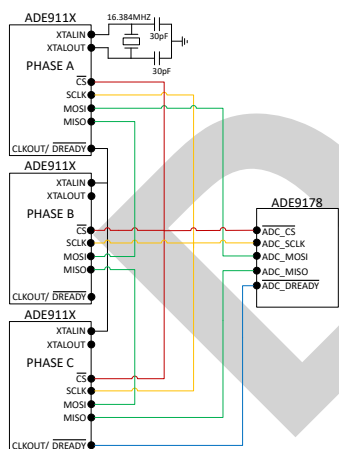 ADE911X
16.384MHZ
XTALIN
XTALOUT
30pF
30pF
PHASE A
CS
SCLK
MOSI
MISO
CLKOUT/ DREADY
ADE911X
XTALIN
XTALOUT
PHASE B
CS
SCLK
MOSI
MISO
CLKOUT/ DREADY
ADE9178
ADC_CS
ADC_SCLK
ADC_MOSI
ADC_MISO
ADC_DREADY
ADE911X
XTALIN
XTALOUT
PHASE C
CS
SCLK
MOSI
MISO
CLKOUT/ DREADY